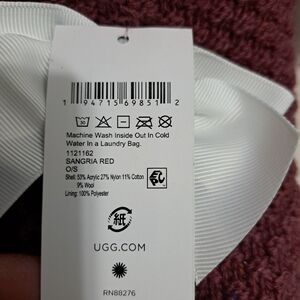 1 94715 69851 2
Machine Wash Inside Out In Cold
Water In a Laundry Bag.
1121162
SANGRIA RED
O/S
Shell: 53% Acrylic 27% Nylon 11% Cotton
9% Wool
Lining: 100% Polyester
紙
UGG.COM
RN88276